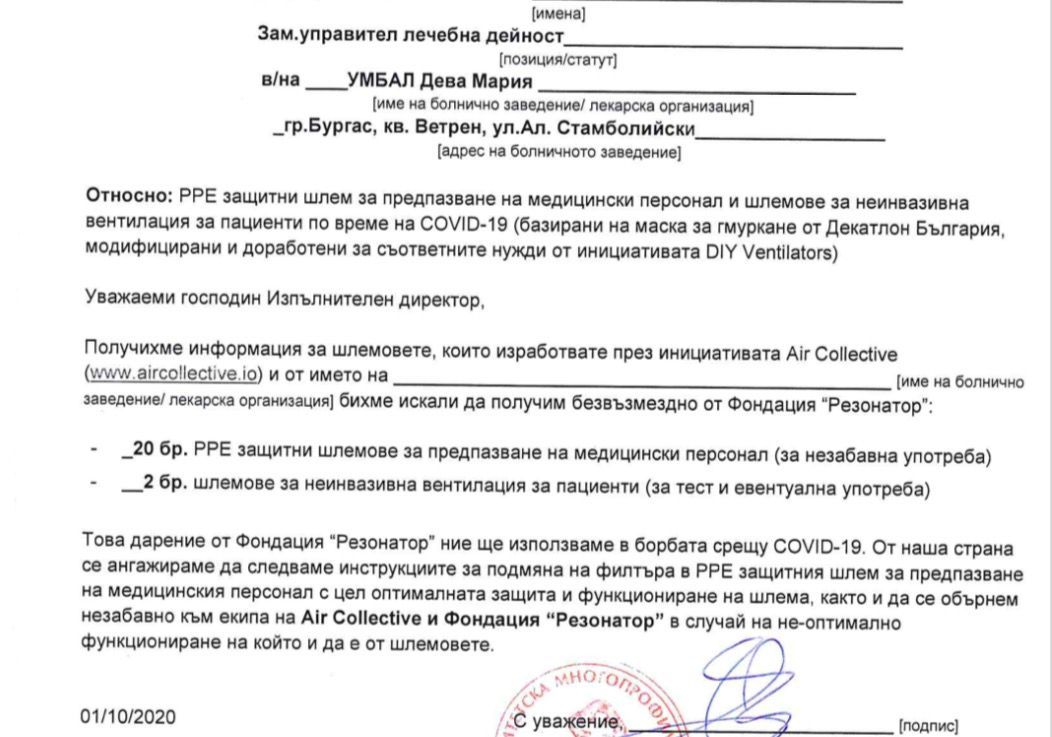 [имена]
Зам.управител лечебна дейност
[позиция/статут]
в/на ____УМБАЛ Дева Мария
[име на болнично заведение/ лекарска организация]
_гр.Бургас, кв. Ветрен, ул.Ал. Стамболийски
[адрес на болничното заведение]
Относно: PPE защитни шлем за предпазване на медицински персонал и шлемове за неинвазивна
вентилация за пациенти по време на COVID-19 (базирани на маска за гмуркане от Декатлон България,
модифицирани и доработени за съответните нужди от инициативата DIY Ventilators)
Уважаеми господин Изпълнителен директор,
Получихме информация за шлемовете, които изработвате през инициативата Air Collective
(www.aircollective.io) и от името на ____ [име на болнично
заведение/ лекарска организация] бихме искали да получим безвъзмездно от Фондация “Резонатор”:
- _20 бр. PPE защитни шлемове за предпазване на медицински персонал (за незабавна употреба)
- __2 бр. шлемове за неинвазивна вентилация за пациенти (за тест и евентуална употреба)
Това дарение от Фондация “Резонатор” ние ще използваме в борбата срещу COVID-19. От наша страна
се ангажираме да следваме инструкциите за подмяна на филтъра в PPE защитния шлем за предпазване
на медицинския персонал с цел оптималната защита и функциониране на шлема, както и да се обърнем
незабавно към екипа на Air Collective и Фондация “Резонатор” в случай на не-оптимално
функциониране на който и да е от шлемовете.
01/10/2020
С уважение, ____ [подпис]